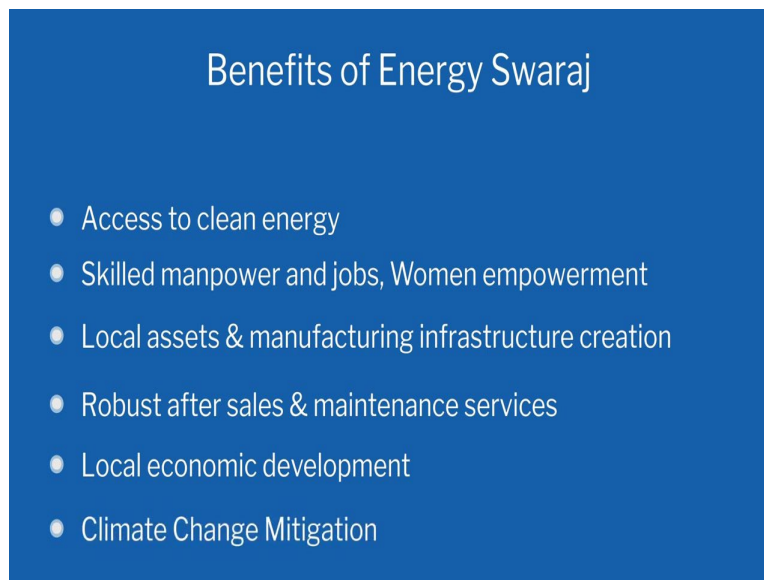 Benefits of Energy Swaraj
Access to clean energy
Skilled manpower and jobs, Women empowerment
Local assets & manufacturing infrastructure creation
Robust after sales & maintenance services
Local economic development
Climate Change Mitigation